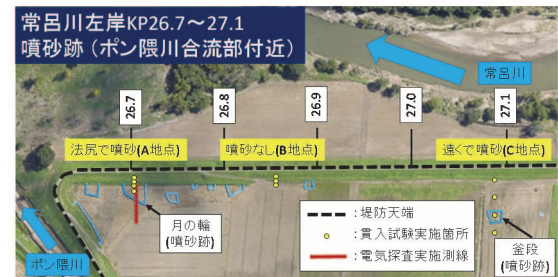 常呂川左岸KP26.7～27.1
噴砂跡（ポン隈川合流部付近）
常呂川
26.7
26.8
26.9
27.0
27.1
法尻で噴砂(A地点)
噴砂なし(B地点)
遠くで噴砂(C地点)
月の輪
(噴砂跡)
：堤防天端
：貫入試験実施箇所
：電気探査実施測線
釜段
(噴砂跡)
ポン隈川